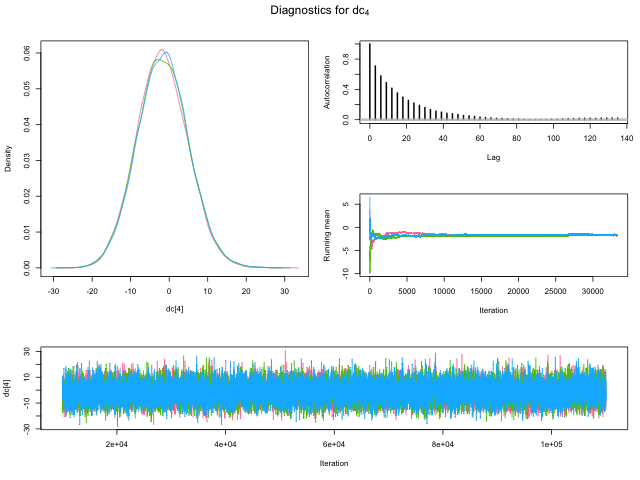 Diagnostics for dc4
Density
0.00 0.01 0.02 0.03 0.04 0.05 0.06
-30 -20 -10 0 10 20 30
dc[4]
Autocorrelation
0.0 0.4 0.8
0 20 40 60 80 100 120 140
Lag
Running mean
-10 -5 0 5
0 5000 10000 15000 20000 25000 30000
Iteration
dc[4]
-30 -10 10 30
2e+04 4e+04 6e+04 8e+04 1e+05
Iteration